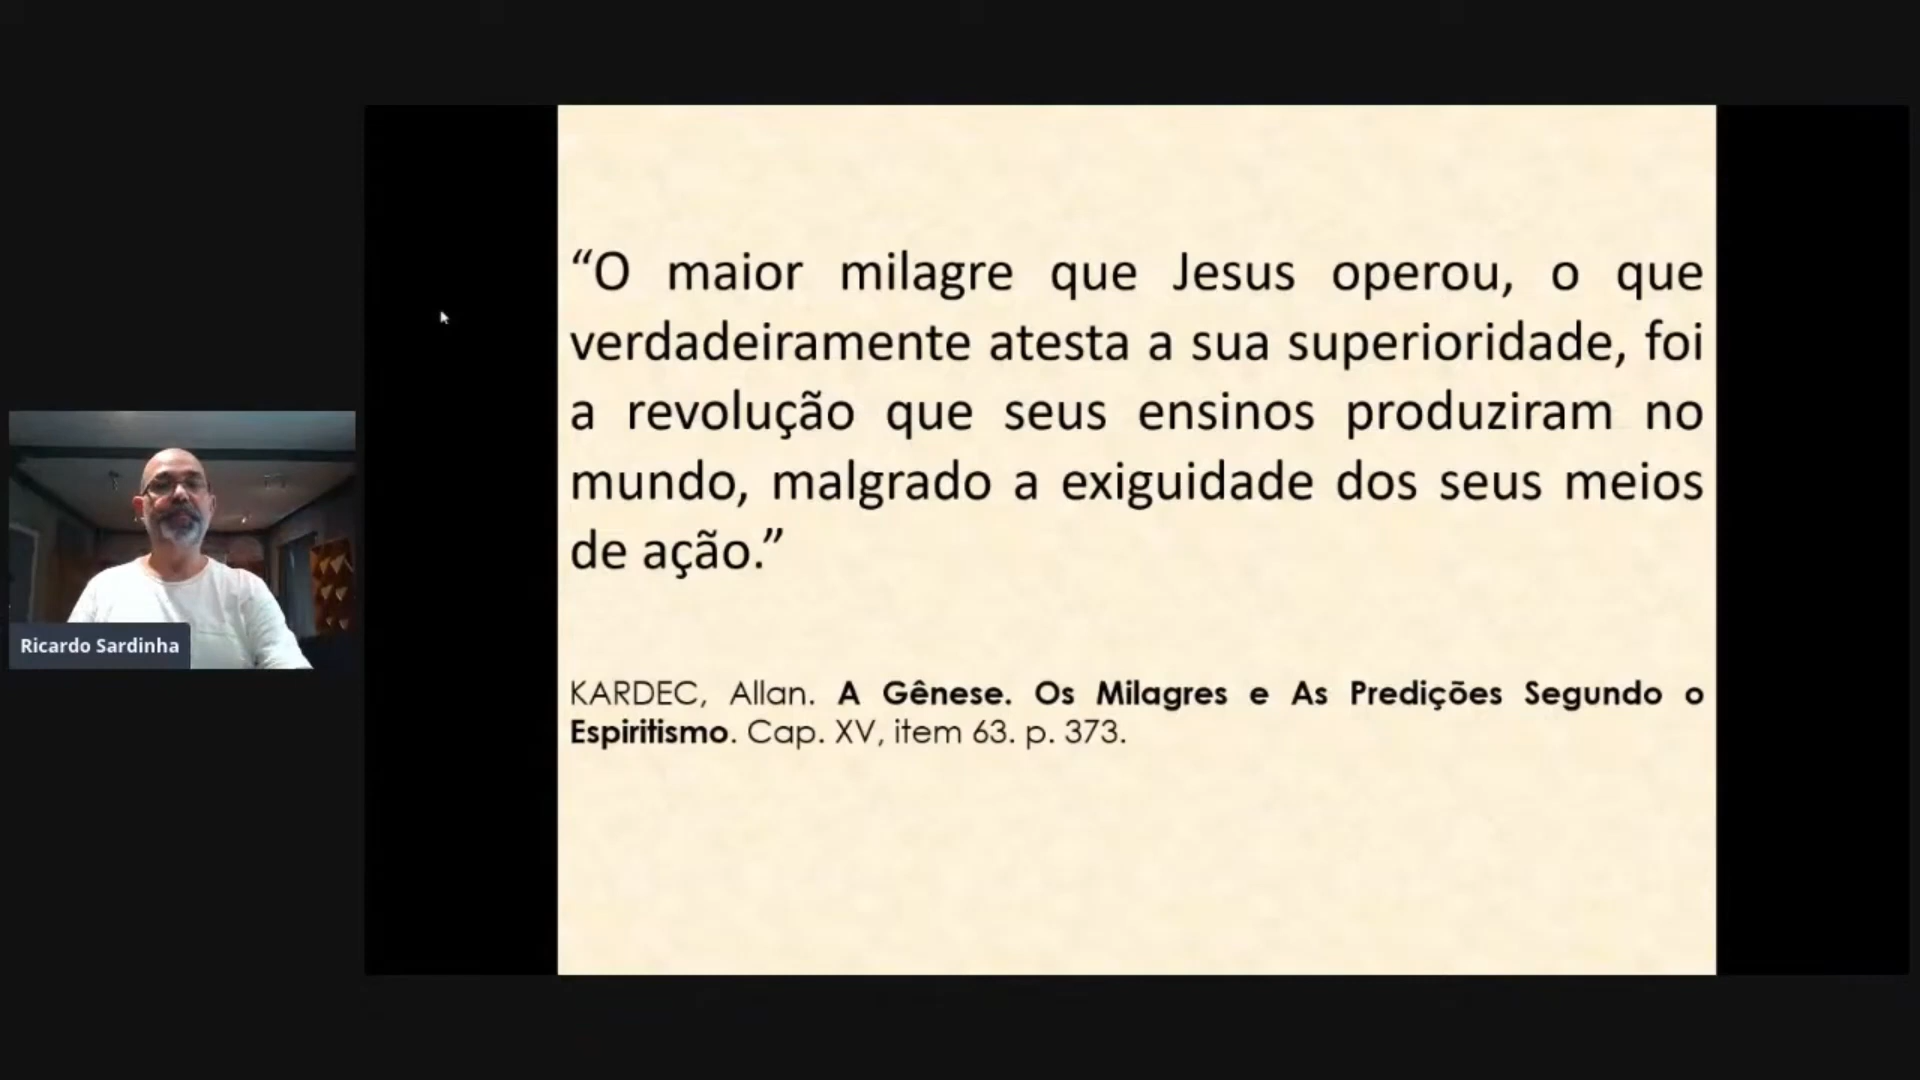 “O maior milagre que Jesus operou, o que
verdadeiramente atesta a sua superioridade, foi
a revolução que seus ensinos produziram no
mundo, malgrado a exiguidade dos seus meios
de ação.”
Ricardo Sardinha
KARDEC, Allan. A Gênese. Os Milagres e As Predições Segundo o
Espiritismo. Cap. XV, item 63. p. 373.